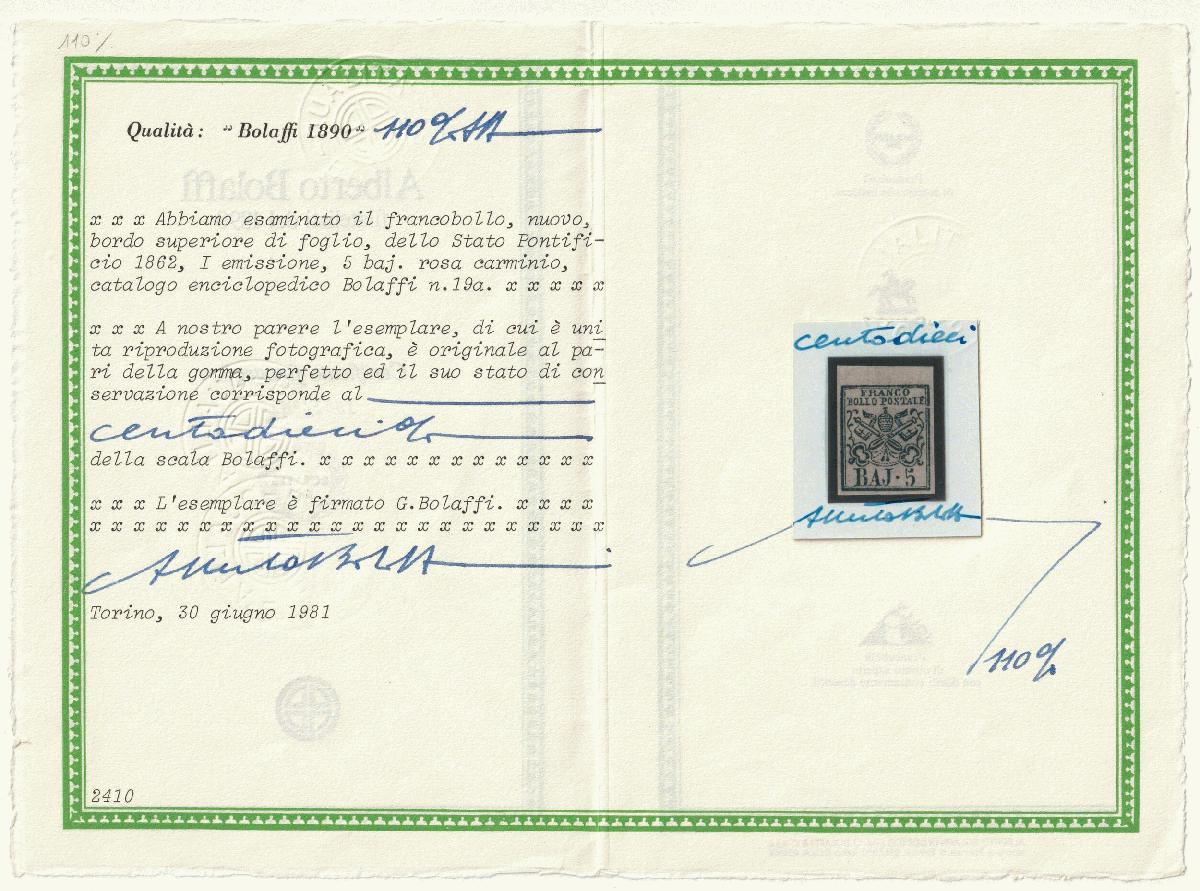 110%
Qualità: "Bolaffi 1890" 110%
x x x Abbiamo esaminato il francobollo, nuovo,
bordo superiore di foglio, dello Stato Pontifi-
cio 1862, I emissione, 5 baj. rosa carminio,
catalogo enciclopedico Bolaffi n.19a. x x x x x
x x x A nostro parere l'esemplare, di cui è uni
ta riproduzione fotografica, è originale al pa-
ri della gomma, perfetto ed il suo stato di con
servazione corrisponde al
centodieci %
della scala Bolaffi. x x x x x x x x x x x x x
x x x L'esemplare è firmato G.Bolaffi. x x x x
x x x x x x x x x x x x x x x x x x x x x x x x
Torino, 30 giugno 1981
2410
Alberto Bolaffi
centodieci
FRANCO
BOLLO POSTALE
BAJ·5
110%